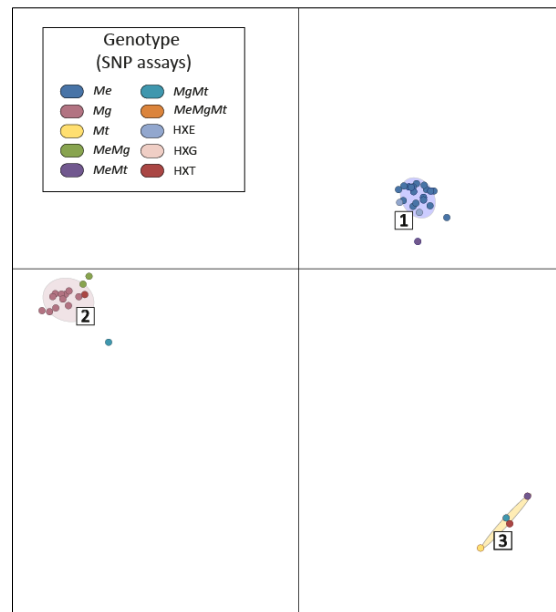 Genotype
(SNP assays)
Me
MgMt
Mg
MeMgMt
Mt
HXE
MeMg
HXG
MeMt
HXT
1
2
3